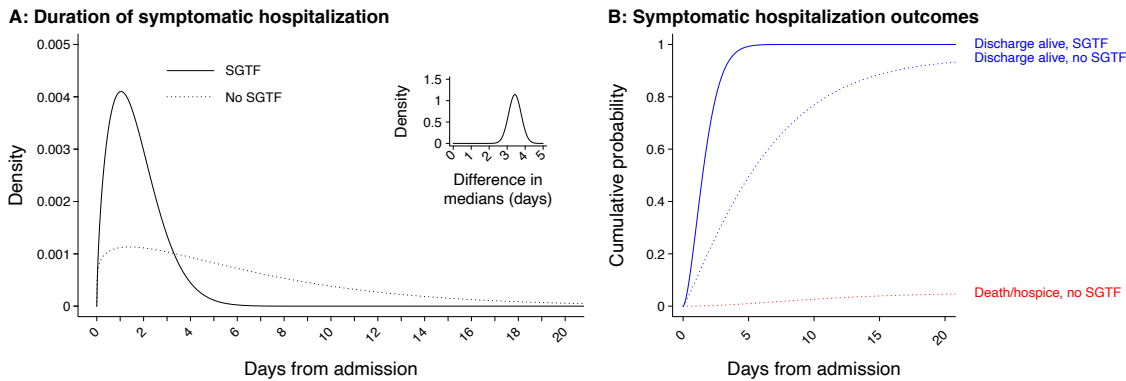 A: Duration of symptomatic hospitalization
0.005
0.004
0.003
0.002
0.001
0
Density
SGTF
No SGTF
1.5
1
0.5
0
Density
0 1 2 3 4 5
Difference in
medians (days)
0 2 4 6 8 10 12 14 16 18 20
Days from admission
B: Symptomatic hospitalization outcomes
1
0.8
0.6
0.4
0.2
0
Cumulative probability
Discharge alive, SGTF
Discharge alive, no SGTF
Death/hospice, no SGTF
0 5 10 15 20
Days from admission